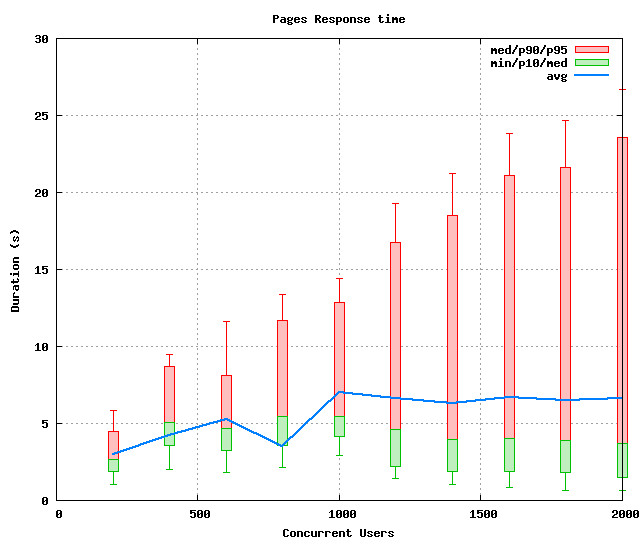 Pages Response time
med/p90/p95
min/p10/med
avg
30
25
20
15
10
5
0
Duration (s)
0 500 1000 1500 2000
Concurrent Users